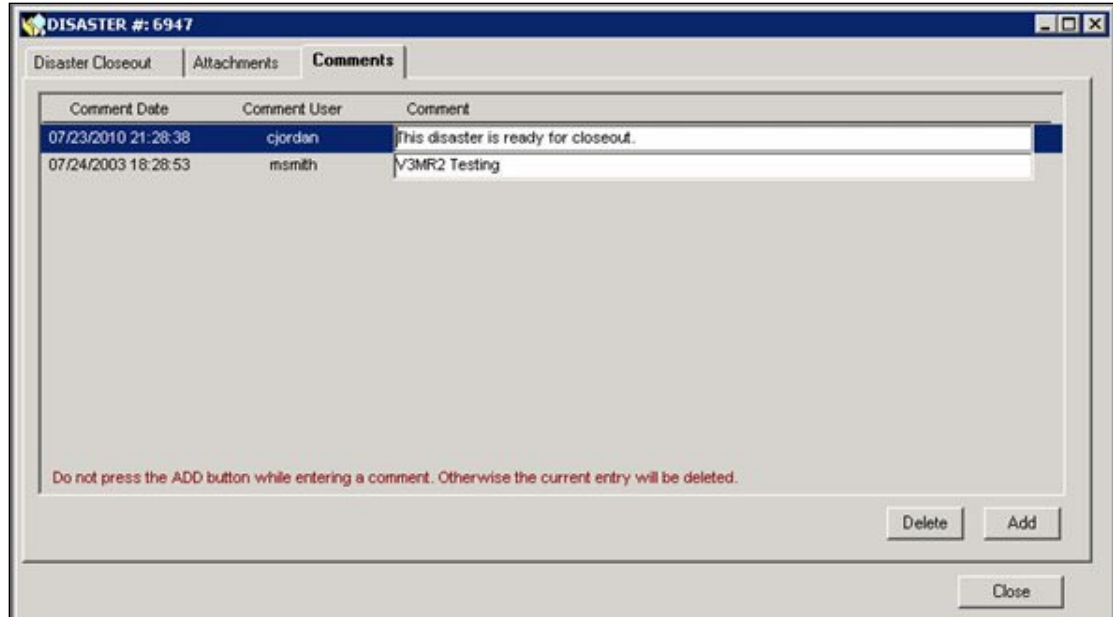 DISASTER #: 6947
Disaster Closeout Attachments Comments
Comment Date Comment User Comment
07/23/2010 21:28:38 cjordan This disaster is ready for closeout.
07/24/2003 18:28:53 msmith V3MR2 Testing
Do not press the ADD button while entering a comment. Otherwise the current entry will be deleted.
Delete Add
Close